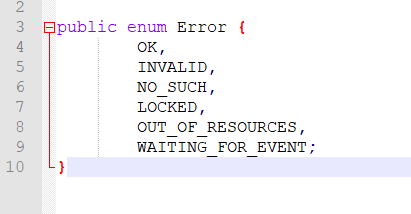 2
3 public enum Error {
4 OK,
5 INVALID,
6 NO_SUCH,
7 LOCKED,
8 OUT_OF_RESOURCES,
9 WAITING_FOR_EVENT;
10 }